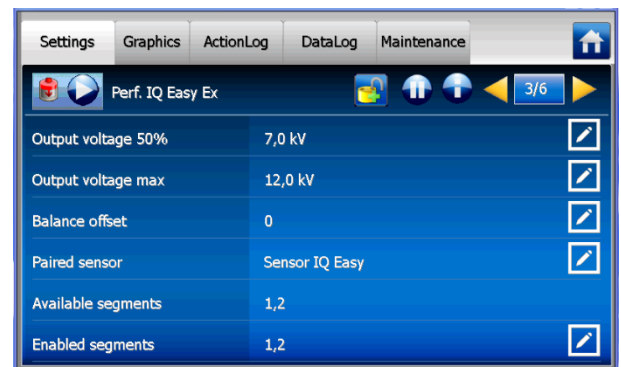 Settings Graphics ActionLog DataLog Maintenance
Perf. IQ Easy Ex 3/6
Output voltage 50% 7,0 kV
Output voltage max 12,0 kV
Balance offset 0
Paired sensor Sensor IQ Easy
Available segments 1,2
Enabled segments 1,2